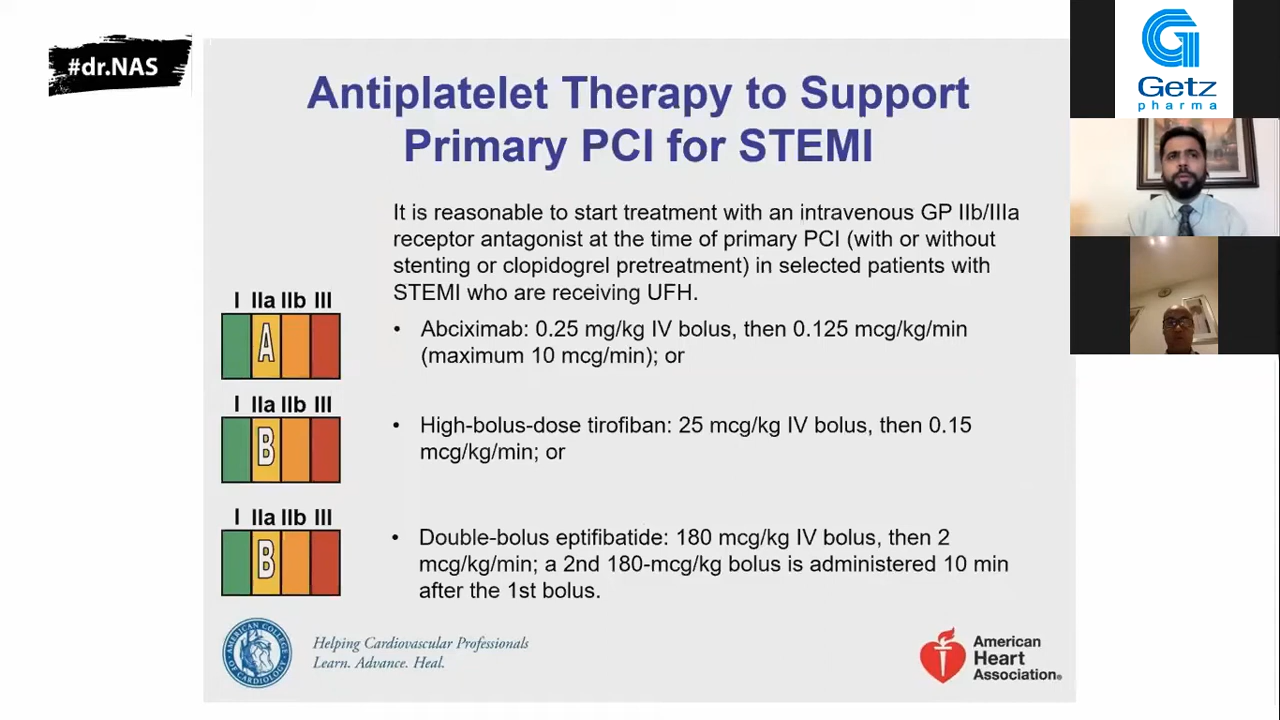 #dr.NAS
Antiplatelet Therapy to Support
Primary PCI for STEMI
It is reasonable to start treatment with an intravenous GP IIb/IIIa
receptor antagonist at the time of primary PCI (with or without
stenting or clopidogrel pretreatment) in selected patients with
STEMI who are receiving UFH.
I IIa IIb III
A
• Abciximab: 0.25 mg/kg IV bolus, then 0.125 mcg/kg/min
(maximum 10 mcg/min); or
I IIa IIb III
B
• High-bolus-dose tirofiban: 25 mcg/kg IV bolus, then 0.15
mcg/kg/min; or
I IIa IIb III
B
• Double-bolus eptifibatide: 180 mcg/kg IV bolus, then 2
mcg/kg/min; a 2nd 180-mcg/kg bolus is administered 10 min
after the 1st bolus.
AMERICAN COLLEGE OF CARDIOLOGY
Helping Cardiovascular Professionals
Learn. Advance. Heal.
American
Heart
Association®
Getz
pharma